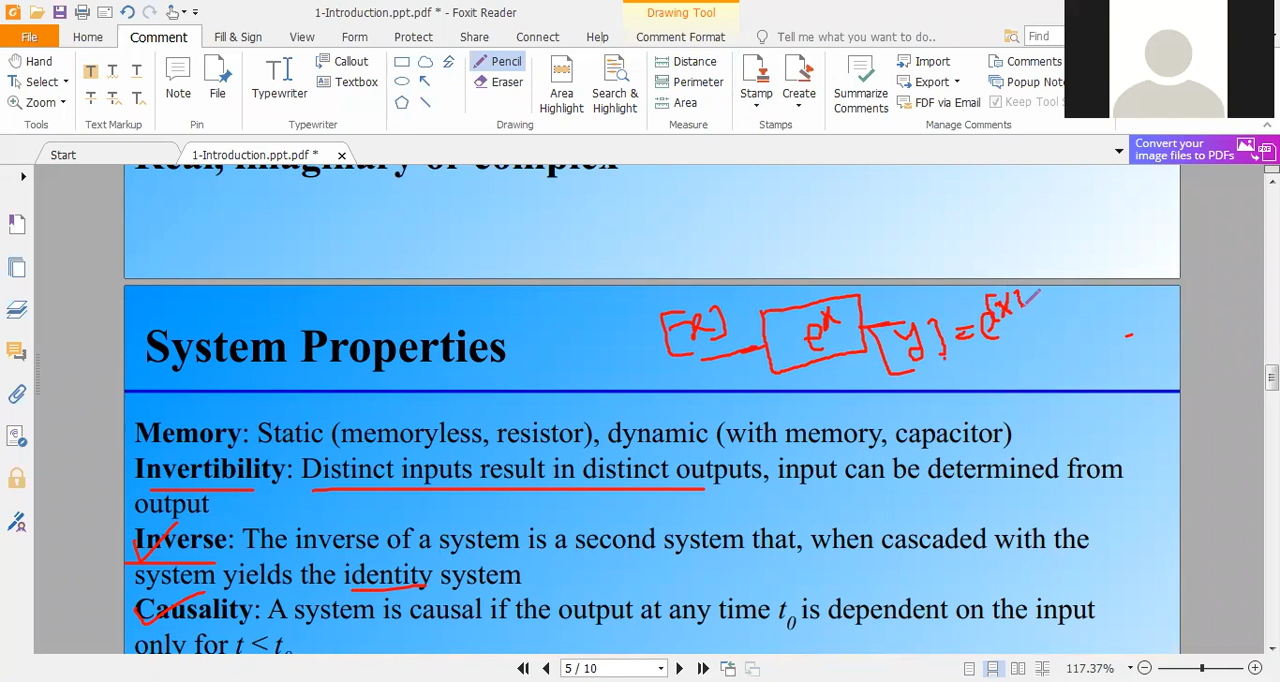 1-Introduction.ppt.pdf * - Foxit Reader
Drawing Tool
File Home Comment Fill & Sign View Form Protect Share Connect Help Comment Format Tell me what you want to do.. Find
Hand
Select
Zoom
Tools
Text Markup
Note
File
Pin
Typewriter
Callout
Textbox
Typewriter
Pencil
Eraser
Area
Highlight
Search &
Highlight
Drawing
Distance
Perimeter
Area
Measure
Stamp
Create
Stamps
Summarize
Comments
Import
Export
FDF via Email
Comments
Popup Note
Keep Tool S
Manage Comments
Start
1-Introduction.ppt.pdf *
Convert your
image files to PDFs
Real, imaginary or complex
System Properties
[x] e^x [y] = e^[x]
Memory: Static (memoryless, resistor), dynamic (with memory, capacitor)
Invertibility: Distinct inputs result in distinct outputs, input can be determined from
output
Inverse: The inverse of a system is a second system that, when cascaded with the
system yields the identity system
Causality: A system is causal if the output at any time t0 is dependent on the input
only for t < t0
5 / 10
117.37%